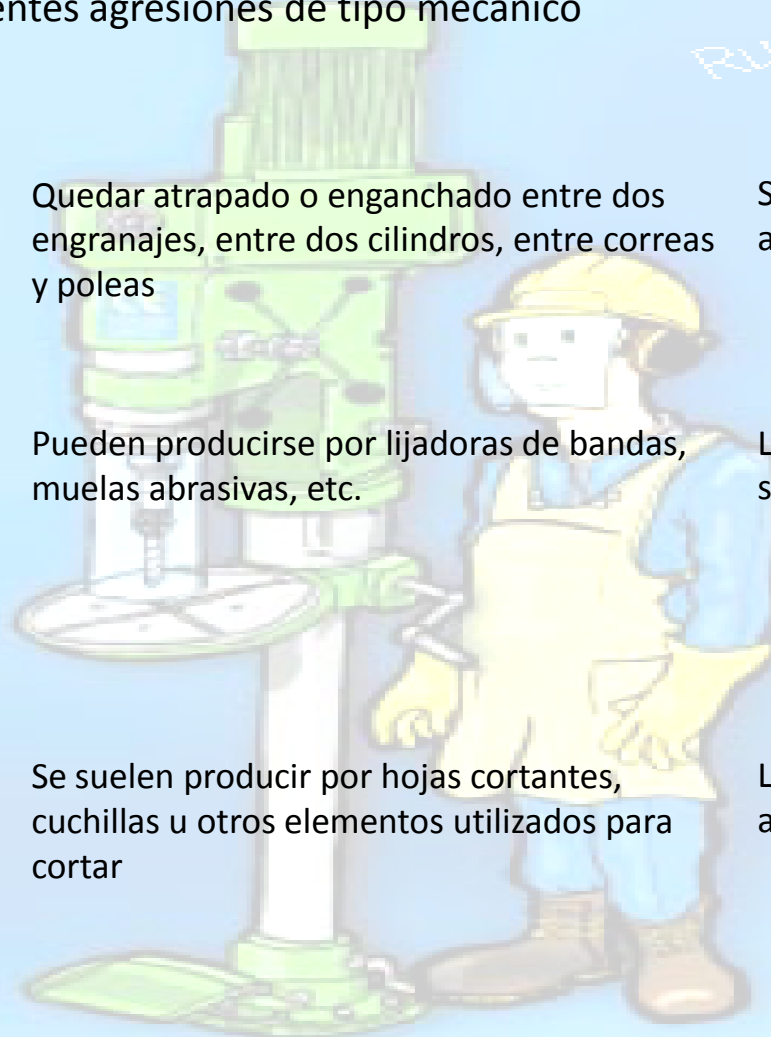 entes agresiones de tipo mecánico
Quedar atrapado o enganchado entre dos
engranajes, entre dos cilindros, entre correas
y poleas
S
a
Pueden producirse por lijadoras de bandas,
muelas abrasivas, etc.
L
s
Se suelen producir por hojas cortantes,
cuchillas u otros elementos utilizados para
cortar
L
a